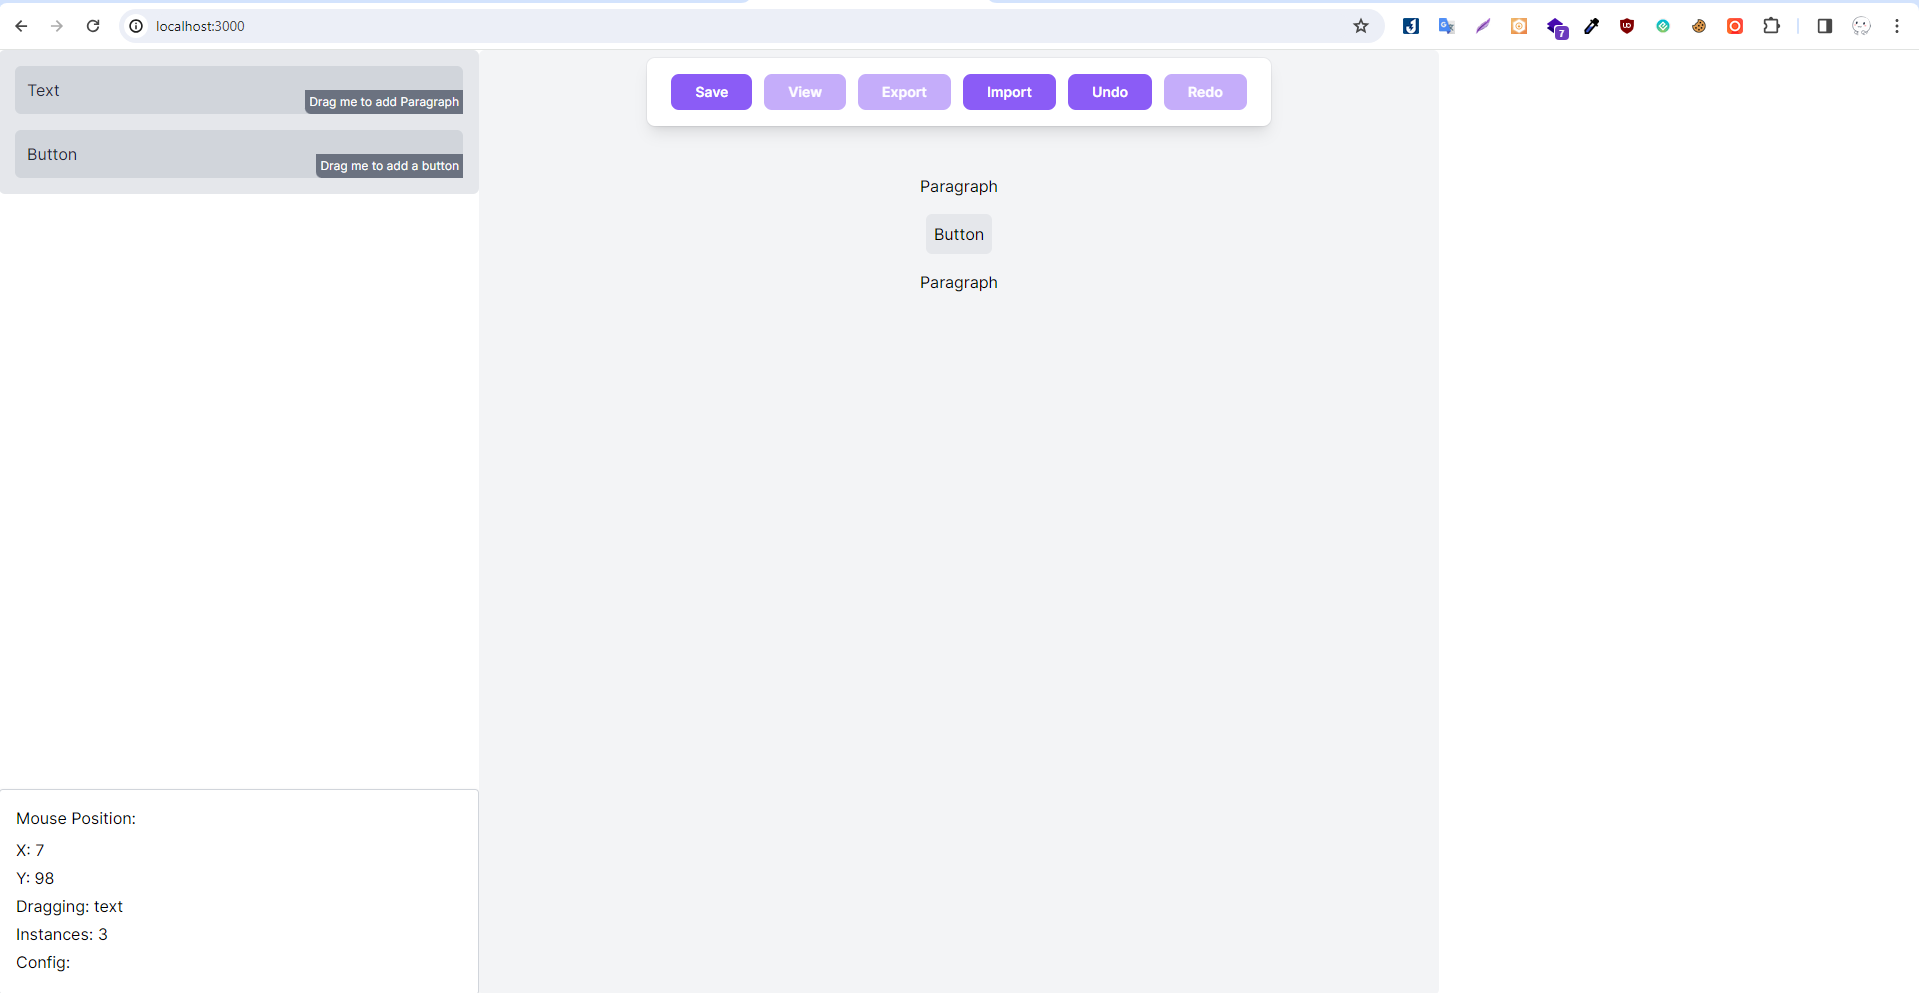 localhost:3000
7
Text
Drag me to add Paragraph
Button
Drag me to add a button
Save View Export Import Undo Redo
Paragraph
Button
Paragraph
Mouse Position:
X: 7
Y: 98
Dragging: text
Instances: 3
Config: